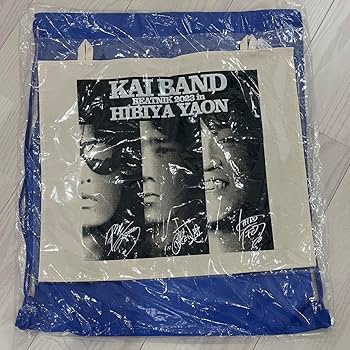 KAI BAND
BEATNIK 2023 in
HIBIYA YAON